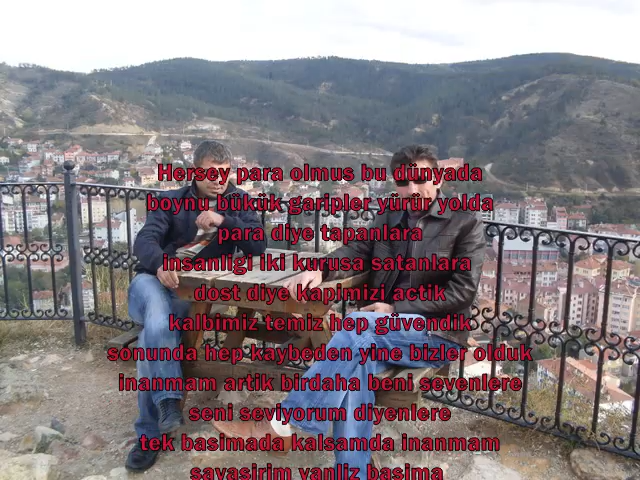 Hersey para olmus bu dünyada
boynu bükük garipler yürür yolda
para diye tapanlara
insanligi iki kurusa satanlara
dost diye kapimizi actik
kalbimiz temiz hep güvendik
sonunda hep kaybeden yine bizler olduk
inanmam artik birdaha beni sevenlere
seni seviyorum diyenlere
tek basimada kalsamda inanmam
savasirim yanliz basima